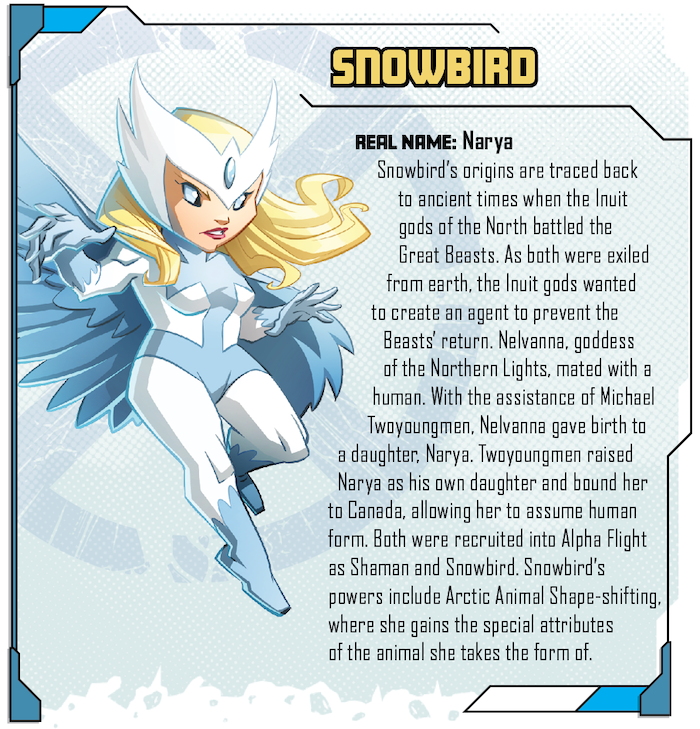 SNOWBIRD
REAL NAME: Narya
Snowbird's origins are traced back
to ancient times when the Inuit
gods of the North battled the
Great Beasts. As both were exiled
from earth, the Inuit gods wanted
to create an agent to prevent the
Beasts' return. Nelvanna, goddess
of the Northern Lights, mated with a
human. With the assistance of Michael
Twoyoungmen, Nelvanna gave birth to
a daughter, Narya. Twoyoungmen raised
Narya as his own daughter and bound her
to Canada, allowing her to assume human
form. Both were recruited into Alpha Flight
as Shaman and Snowbird. Snowbird's
powers include Arctic Animal Shape-shifting,
where she gains the special attributes
of the animal she takes the form of.